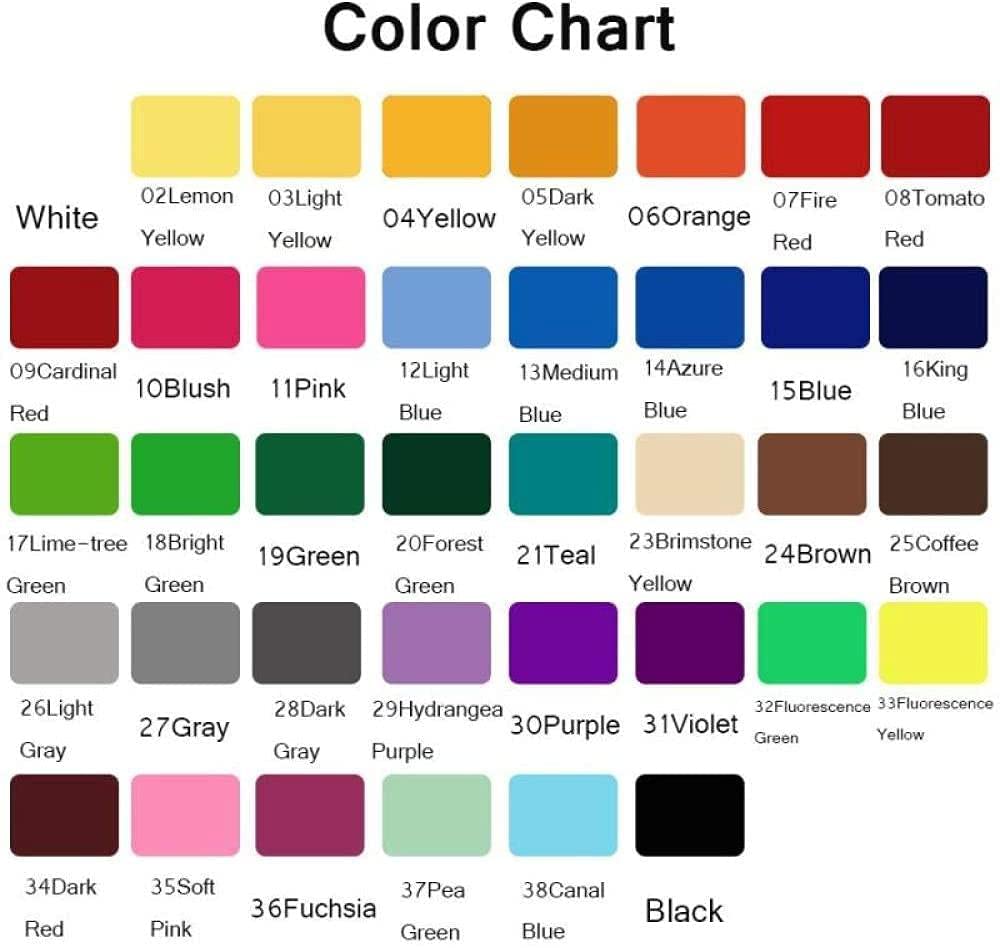 Color Chart
White
02Lemon
Yellow
03Light
Yellow
04Yellow
05Dark
Yellow
06Orange
07Fire
Red
08Tomato
Red
09Cardinal
Red
10Blush
11Pink
12Light
Blue
13Medium
Blue
14Azure
Blue
15Blue
16King
Blue
17Lime-tree
Green
18Bright
Green
19Green
20Forest
Green
21Teal
23Brimstone
Yellow
24Brown
25Coffee
Brown
26Light
Gray
27Gray
28Dark
Gray
29Hydrangea
Purple
30Purple
31Violet
32Fluorescence
Green
33Fluorescence
Yellow
34Dark
Red
35Soft
Pink
36Fuchsia
37Pea
Green
38Canal
Blue
Black